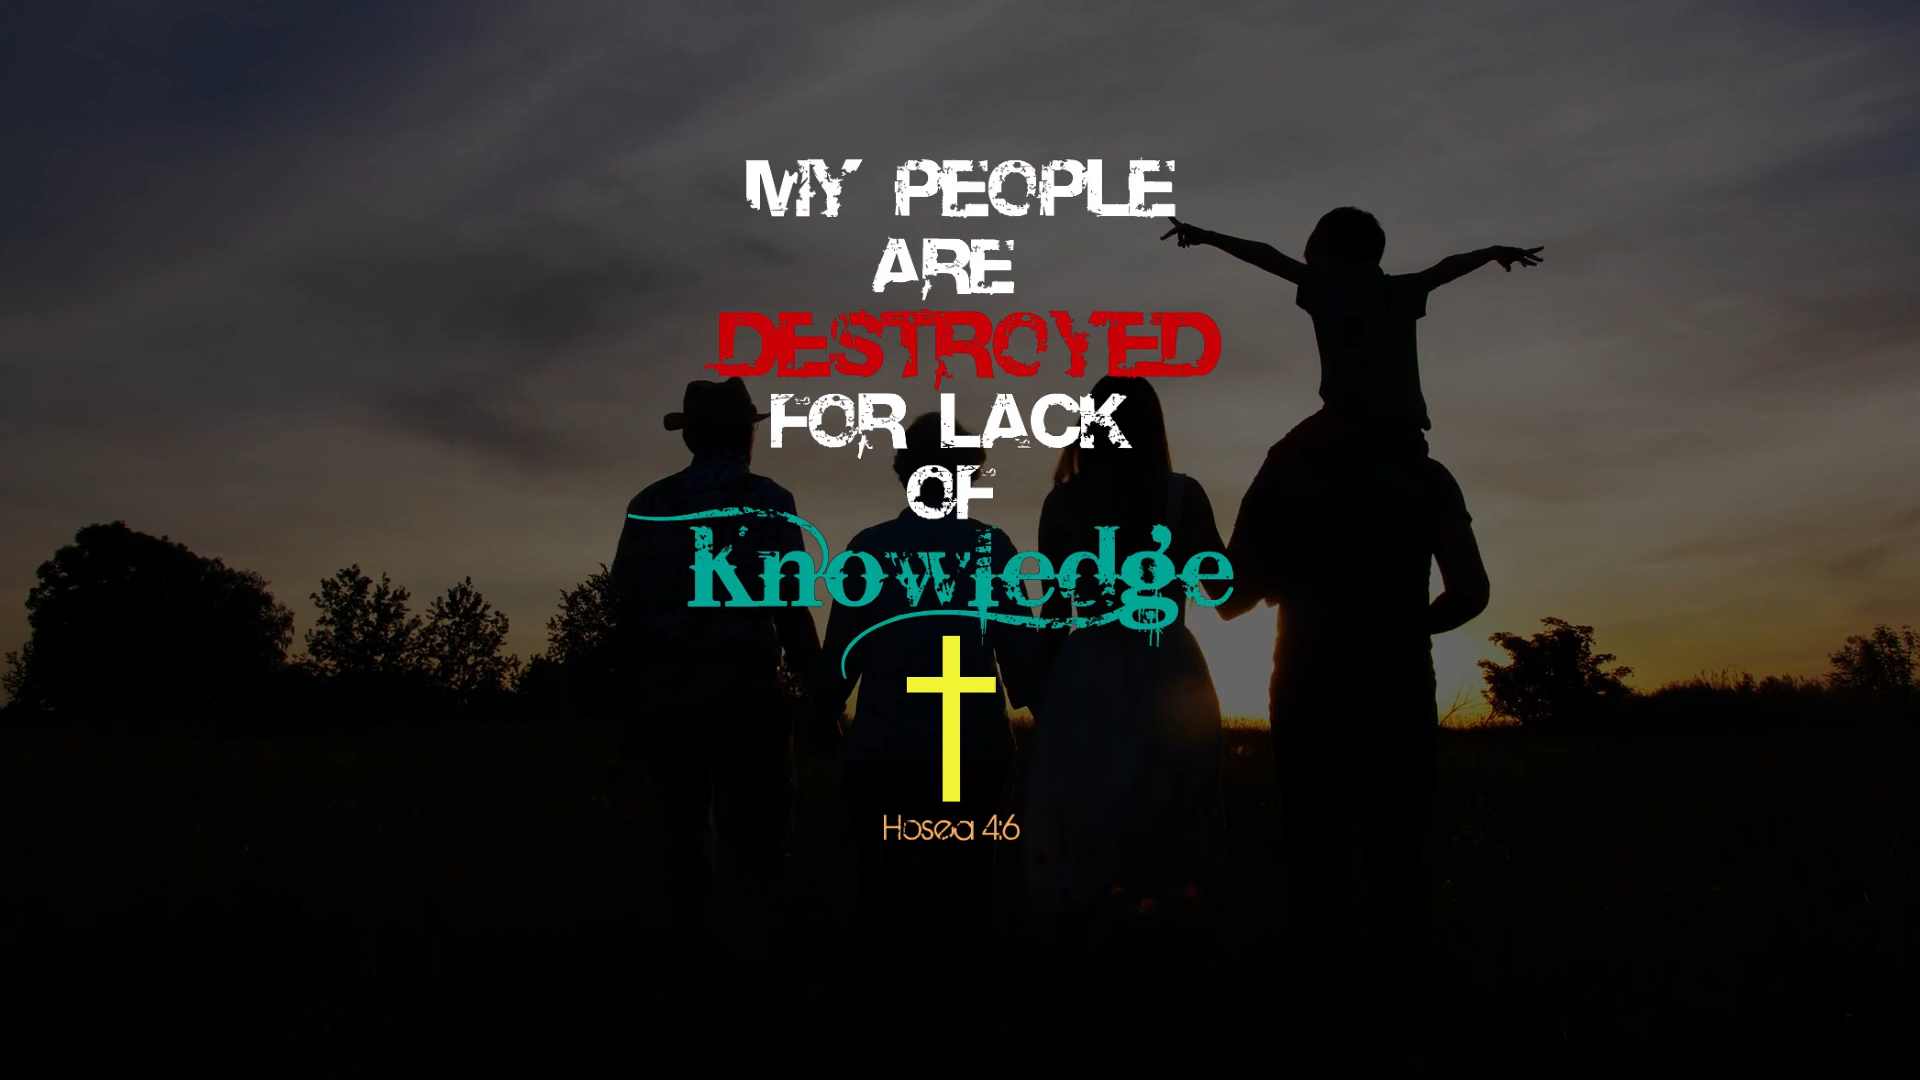 MY PEOPLE
ARE
DESTROYED
FOR LACK
OF
Knowledge
Hosea 4:6